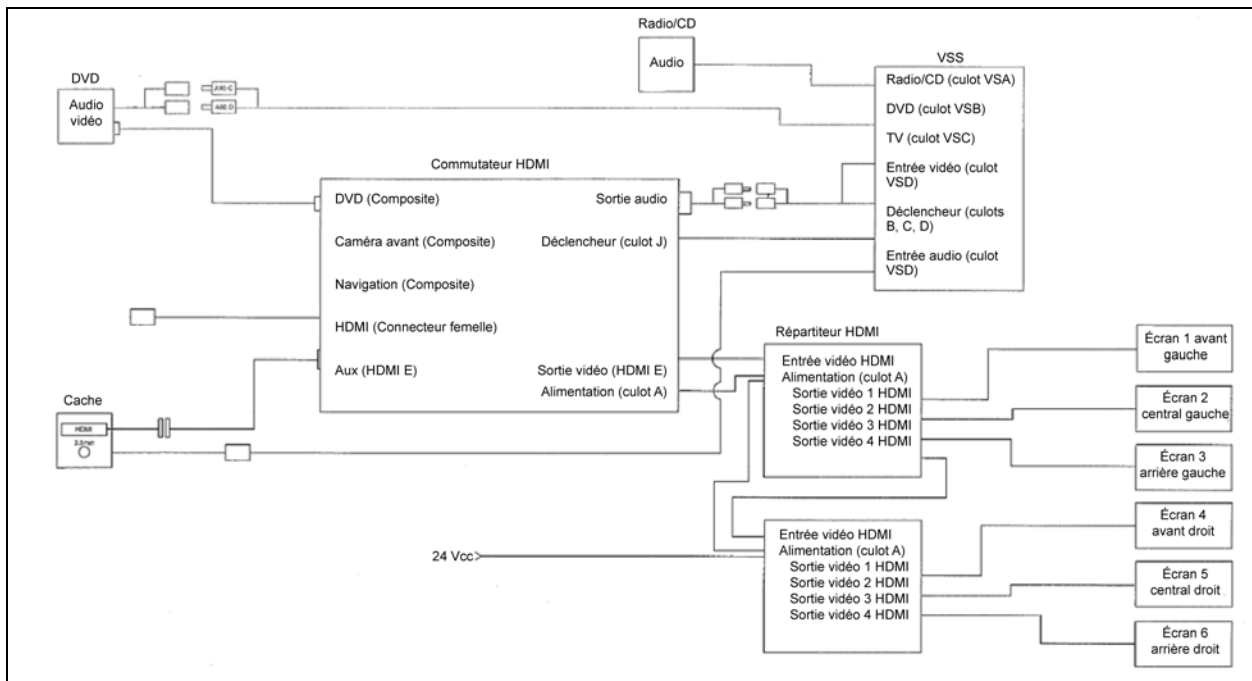 Radio/CD
Audio
DVD
Audio
vidéo
VSS
Radio/CD (culot VSA)
DVD (culot VSB)
TV (culot VSC)
Entrée vidéo (culot
VSD)
Déclencheur (culots
B, C, D)
Entrée audio (culot
VSD)
Commutateur HDMI
DVD (Composite)
Sortie audio
Caméra avant (Composite)
Déclencheur (culot J)
Navigation (Composite)
HDMI (Connecteur femelle)
Aux (HDMI E)
Sortie vidéo (HDMI E)
Alimentation (culot A)
Cache
HDMI
Répartiteur HDMI
Entrée vidéo HDMI
Alimentation (culot A)
Sortie vidéo 1 HDMI
Sortie vidéo 2 HDMI
Sortie vidéo 3 HDMI
Sortie vidéo 4 HDMI
Écran 1 avant
gauche
Écran 2
central gauche
Écran 3
arrière gauche
24 Vcc
Entrée vidéo HDMI
Alimentation (culot A)
Sortie vidéo 1 HDMI
Sortie vidéo 2 HDMI
Sortie vidéo 3 HDMI
Sortie vidéo 4 HDMI
Écran 4
avant droit
Écran 5
central droit
Écran 6
arrière droit